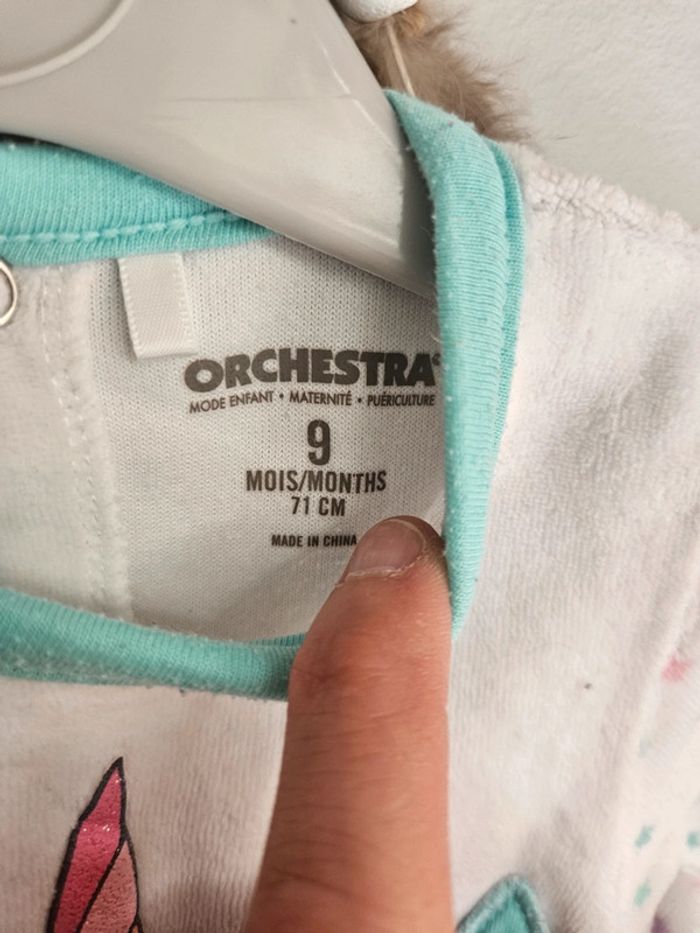 ORCHESTRA
MODE ENFANT • MATERNITÉ • PUÉRICULTURE
9
MOIS/MONTHS
71 CM
MADE IN CHINA